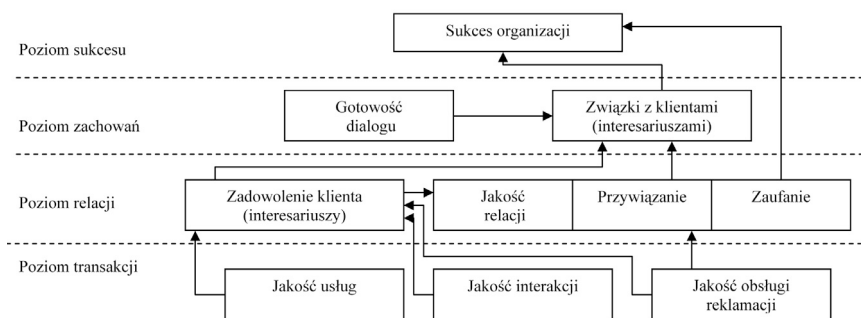 Poziom sukcesu
Sukces organizacji
Poziom zachowań
Gotowość
dialogu
Związki z klientami
(interesariuszami)
Poziom relacji
Zadowolenie klienta
(interesariuszy)
Jakość
relacji
Przywiązanie
Zaufanie
Poziom transakcji
Jakość usług
Jakość interakcji
Jakość obsługi
reklamacji